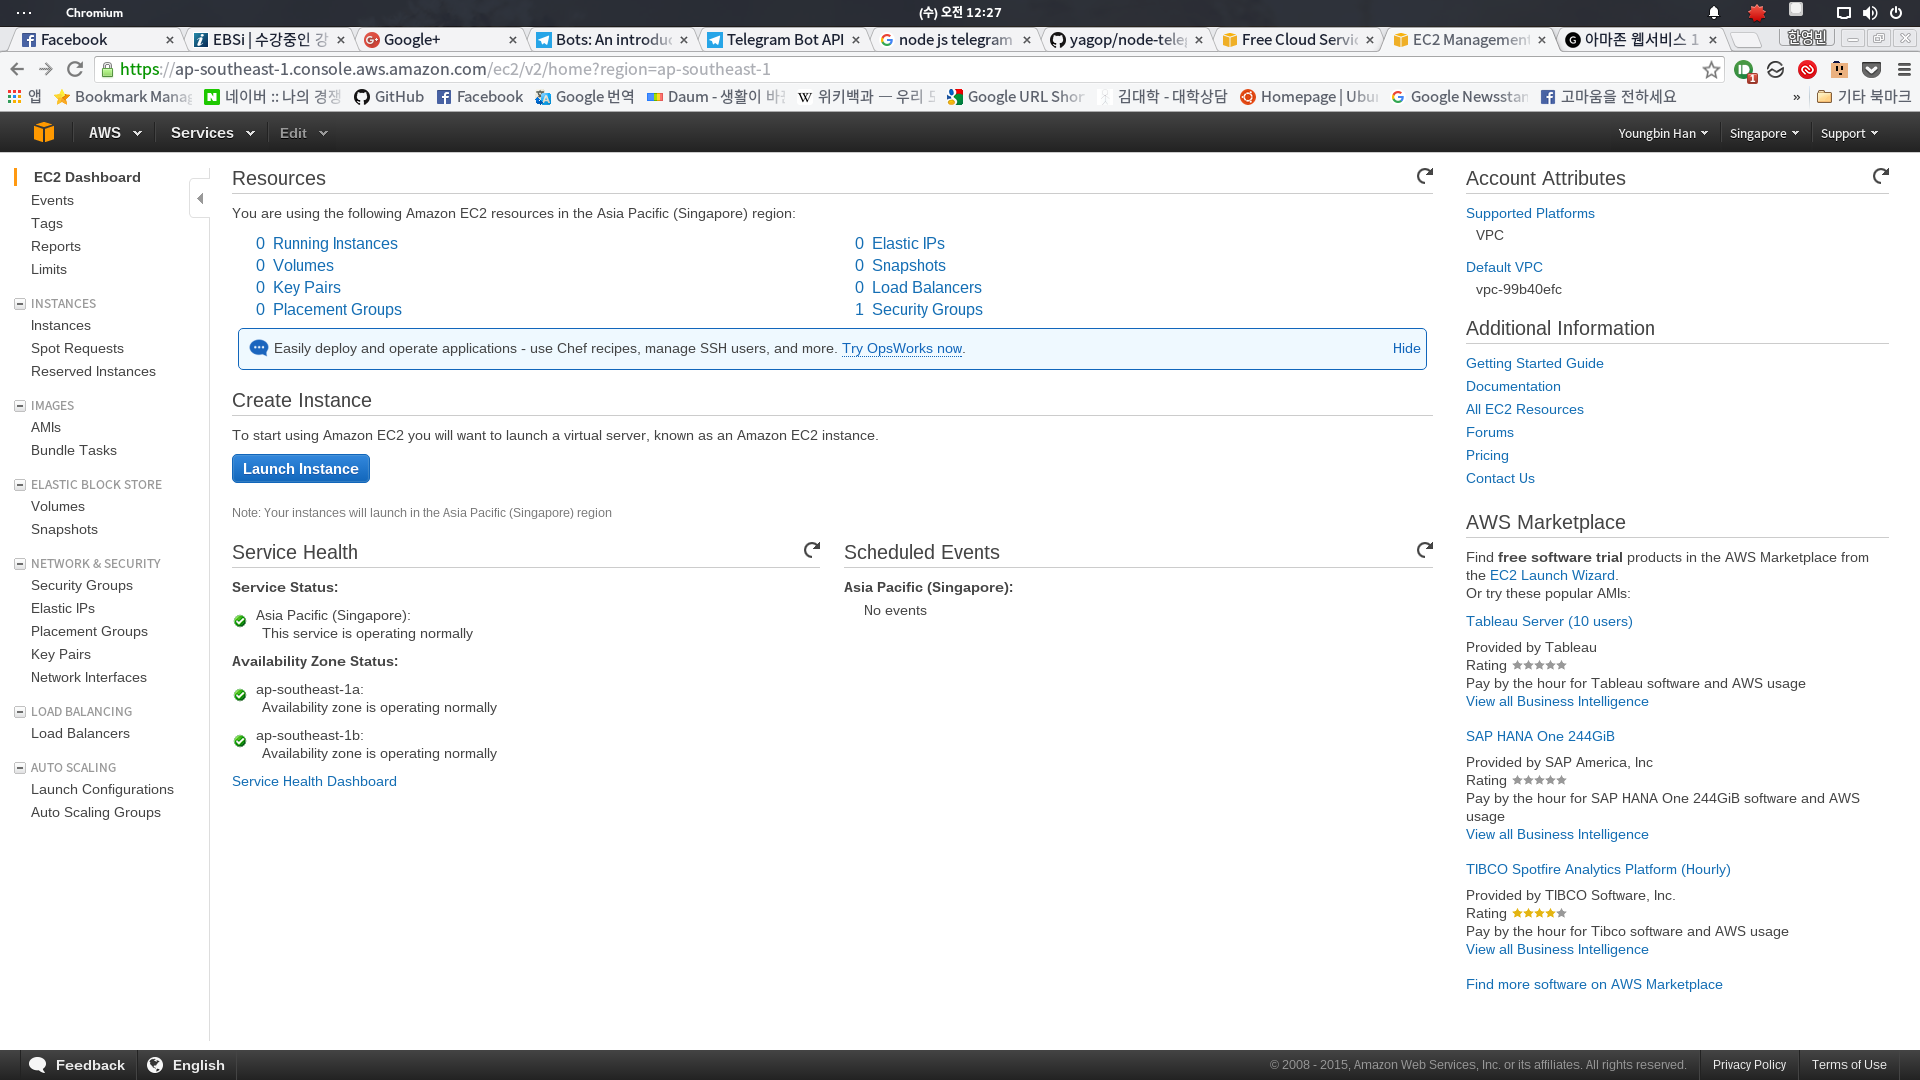 Chromium
(수) 오전 12:27
Facebook
EBSi | 수강중인 강
Google+
Bots: An introduc
Telegram Bot API
node js telegram
yagop/node-tele
Free Cloud Servic
EC2 Management
아마존 웹서비스 1
한영빈
https://ap-southeast-1.console.aws.amazon.com/ec2/v2/home?region=ap-southeast-1
앱
Bookmark Manag
네이버 :: 나의 경쟁
GitHub
Facebook
Google 번역
Daum - 생활이 바
위키백과 — 우리
Google URL Shor
김대학 - 대학상담
Homepage | Ubu
Google Newsstan
고마움을 전하세요
»
기타 북마크
AWS
Services
Edit
Youngbin Han
Singapore
Support
EC2 Dashboard
Events
Tags
Reports
Limits
INSTANCES
Instances
Spot Requests
Reserved Instances
IMAGES
AMIs
Bundle Tasks
ELASTIC BLOCK STORE
Volumes
Snapshots
NETWORK & SECURITY
Security Groups
Elastic IPs
Placement Groups
Key Pairs
Network Interfaces
LOAD BALANCING
Load Balancers
AUTO SCALING
Launch Configurations
Auto Scaling Groups
Resources
You are using the following Amazon EC2 resources in the Asia Pacific (Singapore) region:
0 Running Instances
0 Elastic IPs
0 Volumes
0 Snapshots
0 Key Pairs
0 Load Balancers
0 Placement Groups
1 Security Groups
Easily deploy and operate applications - use Chef recipes, manage SSH users, and more. Try OpsWorks now.
Hide
Create Instance
To start using Amazon EC2 you will want to launch a virtual server, known as an Amazon EC2 instance.
Launch Instance
Note: Your instances will launch in the Asia Pacific (Singapore) region
Service Health
Service Status:
Asia Pacific (Singapore):
This service is operating normally
Availability Zone Status:
ap-southeast-1a:
Availability zone is operating normally
ap-southeast-1b:
Availability zone is operating normally
Service Health Dashboard
Scheduled Events
Asia Pacific (Singapore):
No events
Account Attributes
Supported Platforms
VPC
Default VPC
vpc-99b40efc
Additional Information
Getting Started Guide
Documentation
All EC2 Resources
Forums
Pricing
Contact Us
AWS Marketplace
Find free software trial products in the AWS Marketplace from
the EC2 Launch Wizard.
Or try these popular AMIs:
Tableau Server (10 users)
Provided by Tableau
Rating
Pay by the hour for Tableau software and AWS usage
View all Business Intelligence
SAP HANA One 244GiB
Provided by SAP America, Inc
Rating
Pay by the hour for SAP HANA One 244GiB software and AWS
usage
View all Business Intelligence
TIBCO Spotfire Analytics Platform (Hourly)
Provided by TIBCO Software, Inc.
Rating
Pay by the hour for Tibco software and AWS usage
View all Business Intelligence
Find more software on AWS Marketplace
Feedback
English
© 2008 - 2015, Amazon Web Services, Inc. or its affiliates. All rights reserved.
Privacy Policy
Terms of Use